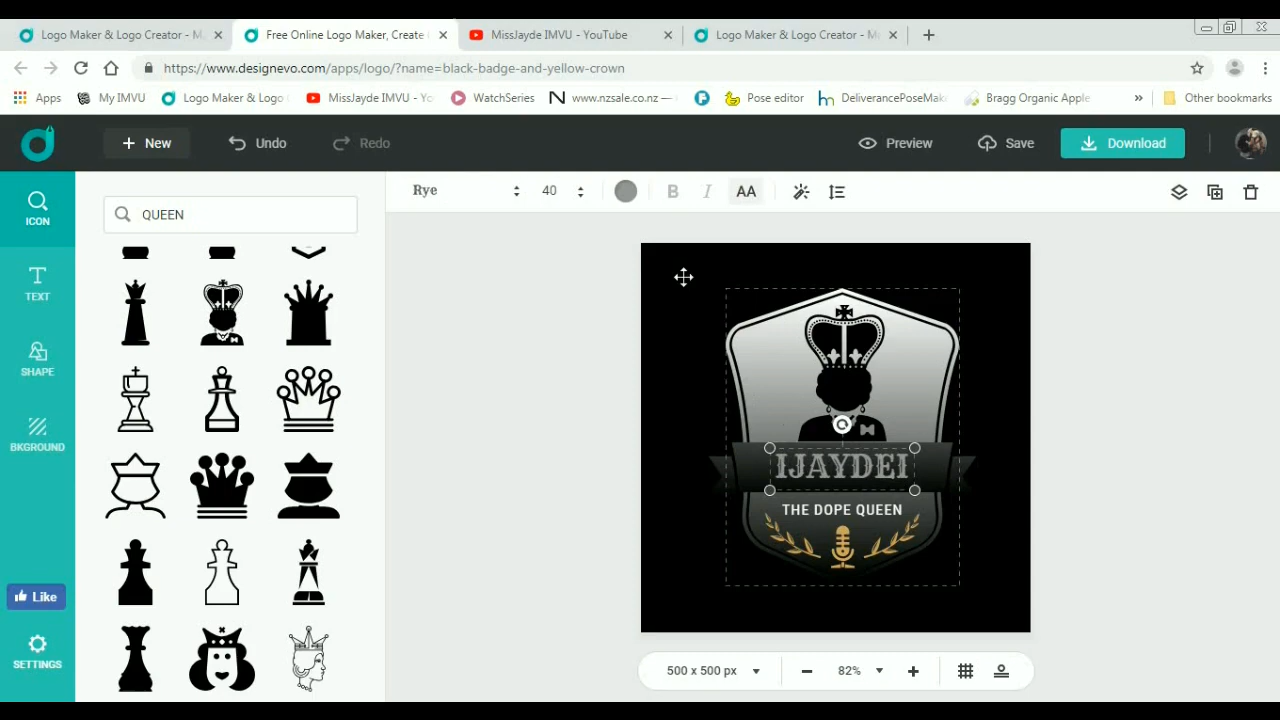 Logo Maker & Logo Creator - M
Free Online Logo Maker, Create
MissJayde IMVU - YouTube
Logo Maker & Logo Creator - M
https://www.designevo.com/apps/logo/?name=black-badge-and-yellow-crown
Apps
My IMVU
Logo Maker & Logo
MissJayde IMVU - Yo
WatchSeries
www.nzsale.co.nz —
Pose editor
DeliverancePoseMak
Bragg Organic Apple
»
Other bookmarks
+ New
Undo
Redo
Preview
Save
Download
ICON
TEXT
SHAPE
BKGROUND
Like
SETTINGS
QUEEN
Rye
40
B
I
AA
IJAYDEI
THE DOPE QUEEN
500 x 500 px
82%